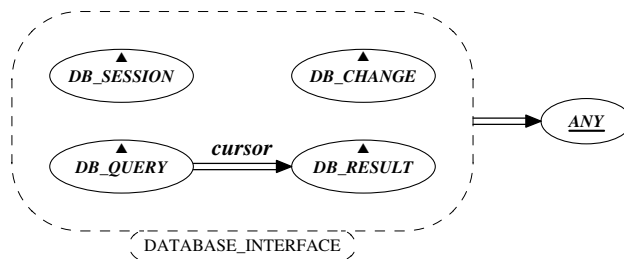 DB_SESSION
DB_CHANGE
cursor
DB_QUERY
DB_RESULT
ANY
DATABASE_INTERFACE